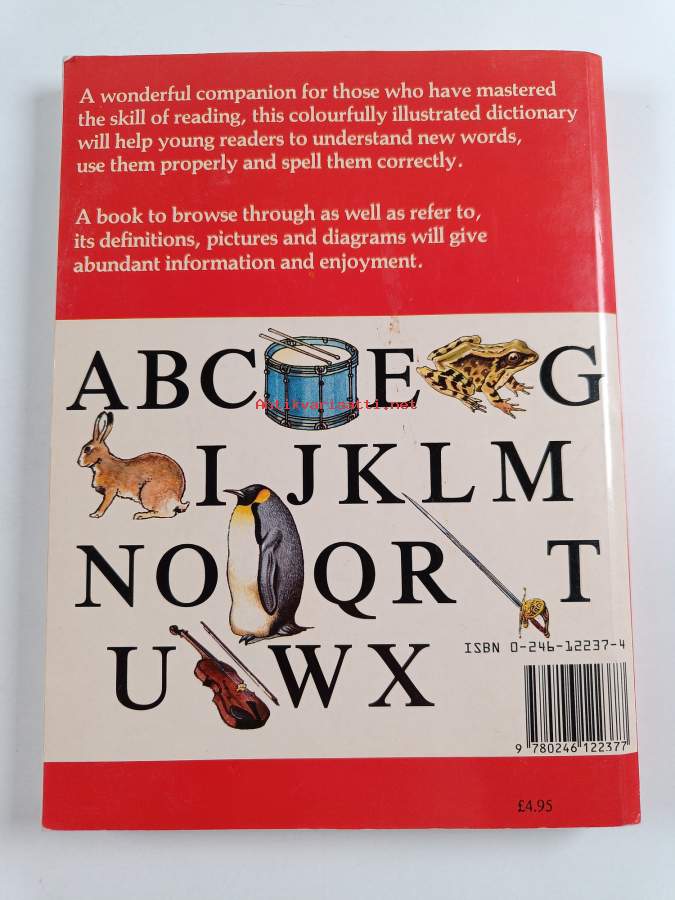 A wonderful companion for those who have mastered
the skill of reading, this colourfully illustrated dictionary
will help young readers to understand new words,
use them properly and spell them correctly.
A book to browse through as well as refer to,
its definitions, pictures and diagrams will give
abundant information and enjoyment.
ABC E G
Antikvariaatti.net
I J K L M
NO QR T
U W X
ISBN 0-246-12237-4
9 780246 122377
£4.95